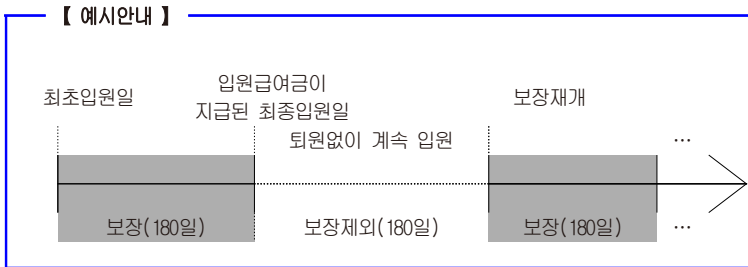 【 예시안내 】
최초입원일
입원급여금이
지급된 최종입원일
보장재개
퇴원없이 계속 입원
…
보장(180일)
보장제외(180일)
보장(180일)
…